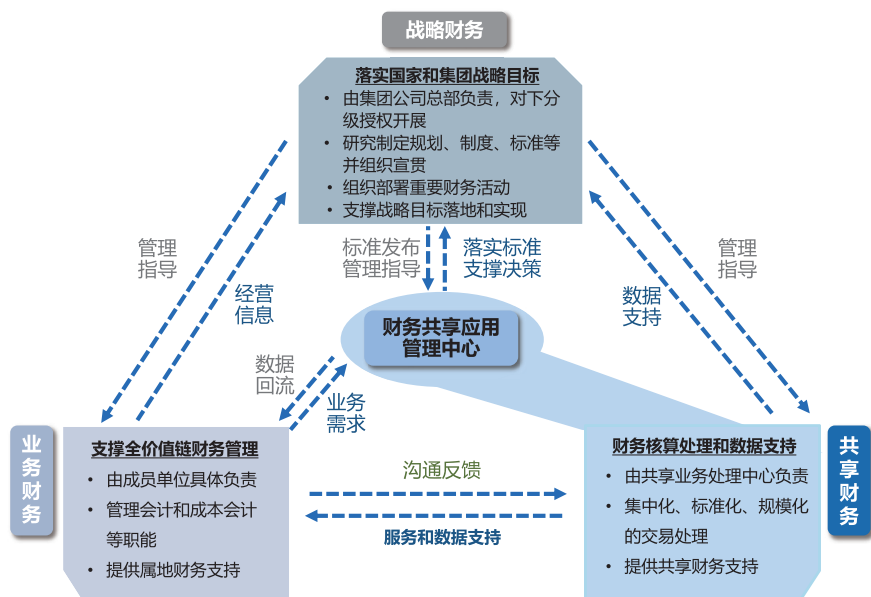 战略财务
落实国家和集团战略目标
• 由集团公司总部负责，对下分
级授权开展
• 研究制定规划、制度、标准等
并组织宣贯
• 组织部署重要财务活动
• 支撑战略目标落地和实现
管理
指导
经营
信息
标准发布
管理指导
落实标准
支撑决策
管理
指导
数据
支持
财务共享应用
管理中心
数据
回流
业务
需求
业务财务
支撑全价值链财务管理
• 由成员单位具体负责
• 管理会计和成本会计
等职能
• 提供属地财务支持
沟通反馈
服务和数据支持
财务核算处理和数据支持
• 由共享业务处理中心负责
• 集中化、标准化、规模化
的交易处理
• 提供共享财务支持
共享财务